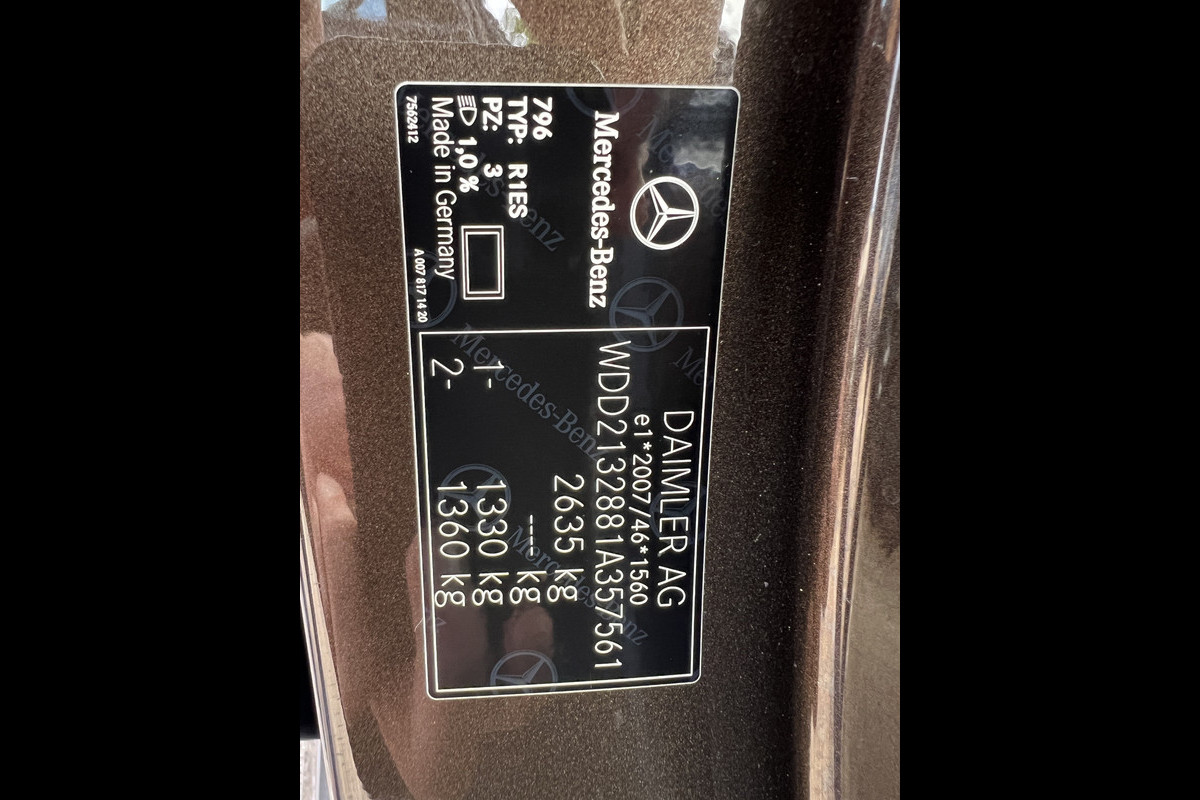 Mercedes-Benz
796
TYP: R1ES
PZ: 3
1,0 %
Made in Germany
7562412
A 007 817 14 20
DAIMLER AG
e1*2007/46*1560
WDD2132881A357561
2635 kg
--- kg
1- 1330 kg
2- 1360 kg